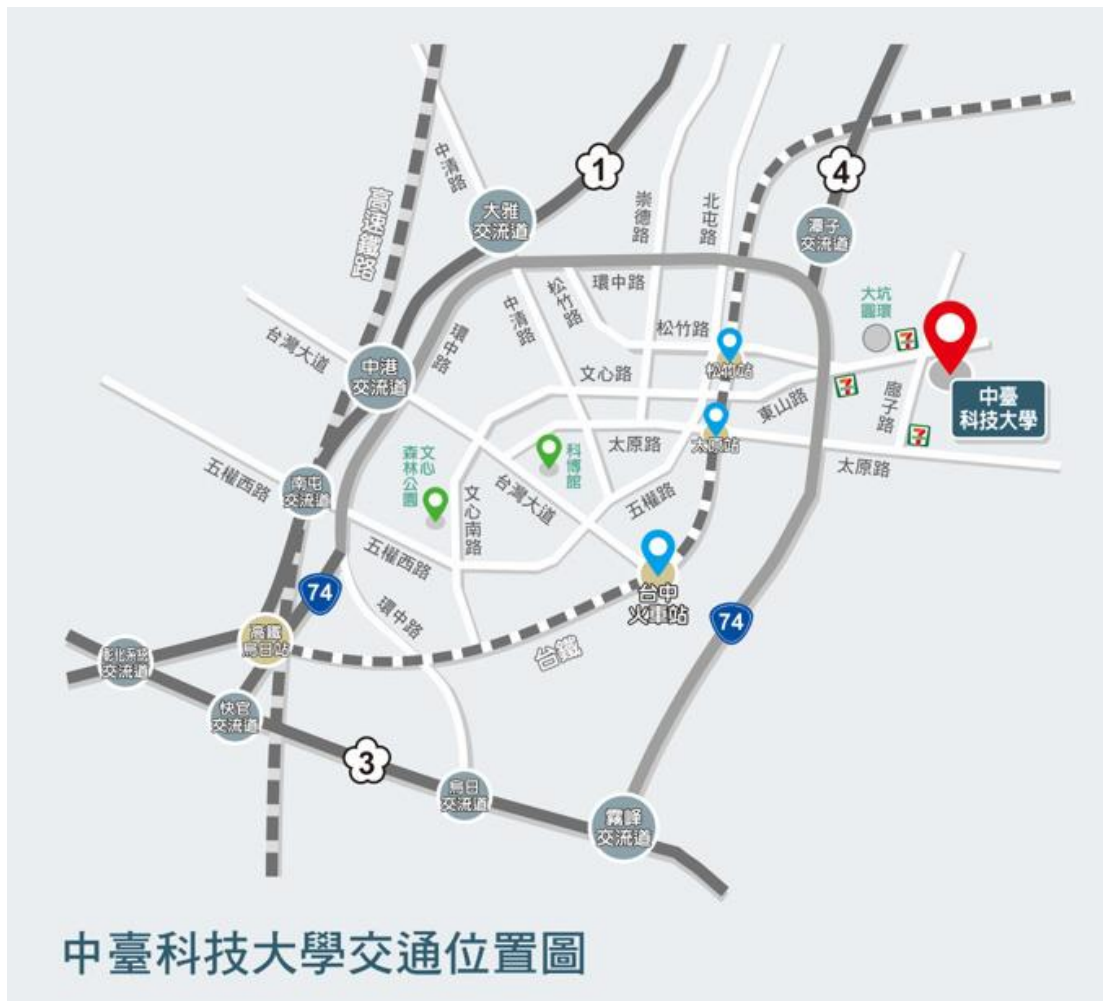 1
4
中清路
高速鐵路
大雅
交流道
崇德路
北屯路
潭子
交流道
環中路
松竹路
中清路
大坑
圓環
7
台灣大道
環中路
松竹路
中港
交流道
文心路
松竹站
東山路
7
廍子路
中臺
科技大學
太原路
太原站
7
太原路
五權西路
南屯
交流道
文心
森林公園
科博館
台灣大道
文心南路
五權路
五權西路
74
環中路
台中
火車站
74
高鐵
烏日站
台鐵
彰化系統
交流道
快官
交流道
3
烏日
交流道
霧峰
交流道
中臺科技大學交通位置圖